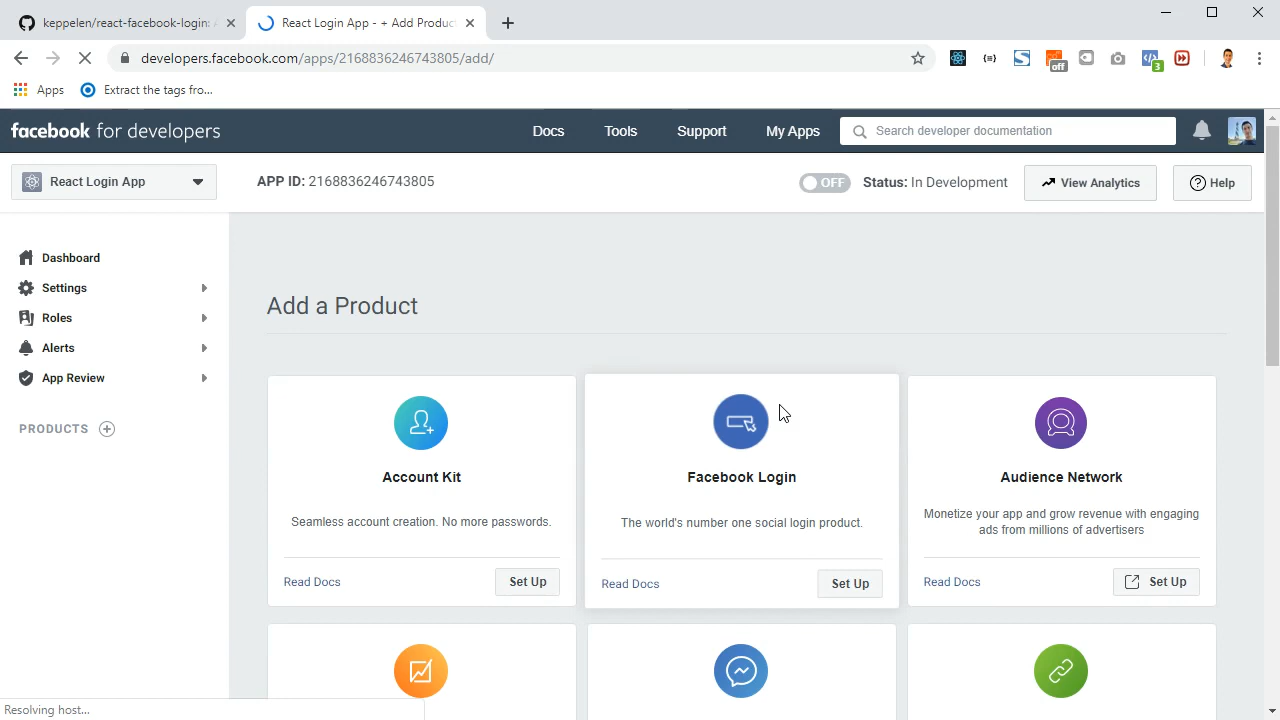 keppelen/react-facebook-login: A
React Login App - + Add Product
developers.facebook.com/apps/2168836246743805/add/
off
3
Apps
Extract the tags fro...
facebook for developers
Docs
Tools
Support
My Apps
Search developer documentation
React Login App
APP ID: 2168836246743805
OFF
Status: In Development
View Analytics
Help
Dashboard
Settings
Roles
Alerts
App Review
PRODUCTS
Add a Product
Account Kit
Seamless account creation. No more passwords.
Read Docs
Set Up
Facebook Login
The world's number one social login product.
Read Docs
Set Up
Audience Network
Monetize your app and grow revenue with engaging
ads from millions of advertisers
Read Docs
Set Up
Resolving host...